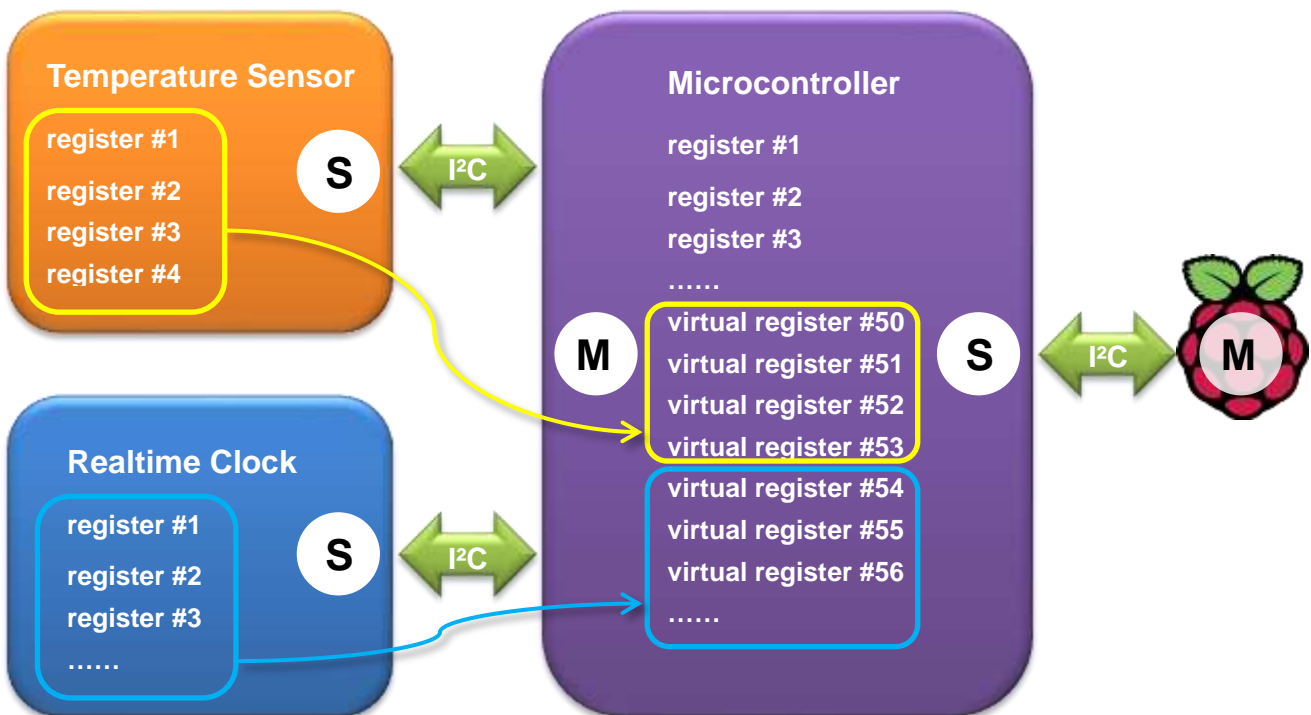 Temperature Sensor
register #1
register #2
register #3
register #4
S
I²C
Realtime Clock
register #1
register #2
register #3
......
S
I²C
Microcontroller
register #1
register #2
register #3
......
virtual register #50
virtual register #51
virtual register #52
virtual register #53
virtual register #54
virtual register #55
virtual register #56
......
M
S
I²C
M